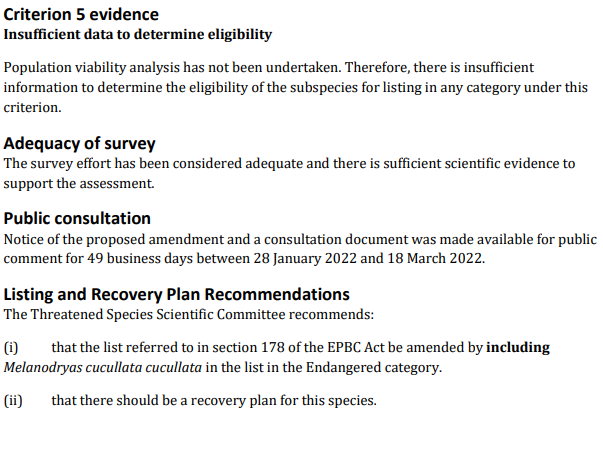 Criterion 5 evidence
Insufficient data to determine eligibility
Population viability analysis has not been undertaken. Therefore, there is insufficient
information to determine the eligibility of the subspecies for listing in any category under this
criterion.
Adequacy of survey
The survey effort has been considered adequate and there is sufficient scientific evidence to
support the assessment.
Public consultation
Notice of the proposed amendment and a consultation document was made available for public
comment for 49 business days between 28 January 2022 and 18 March 2022.
Listing and Recovery Plan Recommendations
The Threatened Species Scientific Committee recommends:
(i) that the list referred to in section 178 of the EPBC Act be amended by including
Melanodryas cucullata cucullata in the list in the Endangered category.
(ii) that there should be a recovery plan for this species.